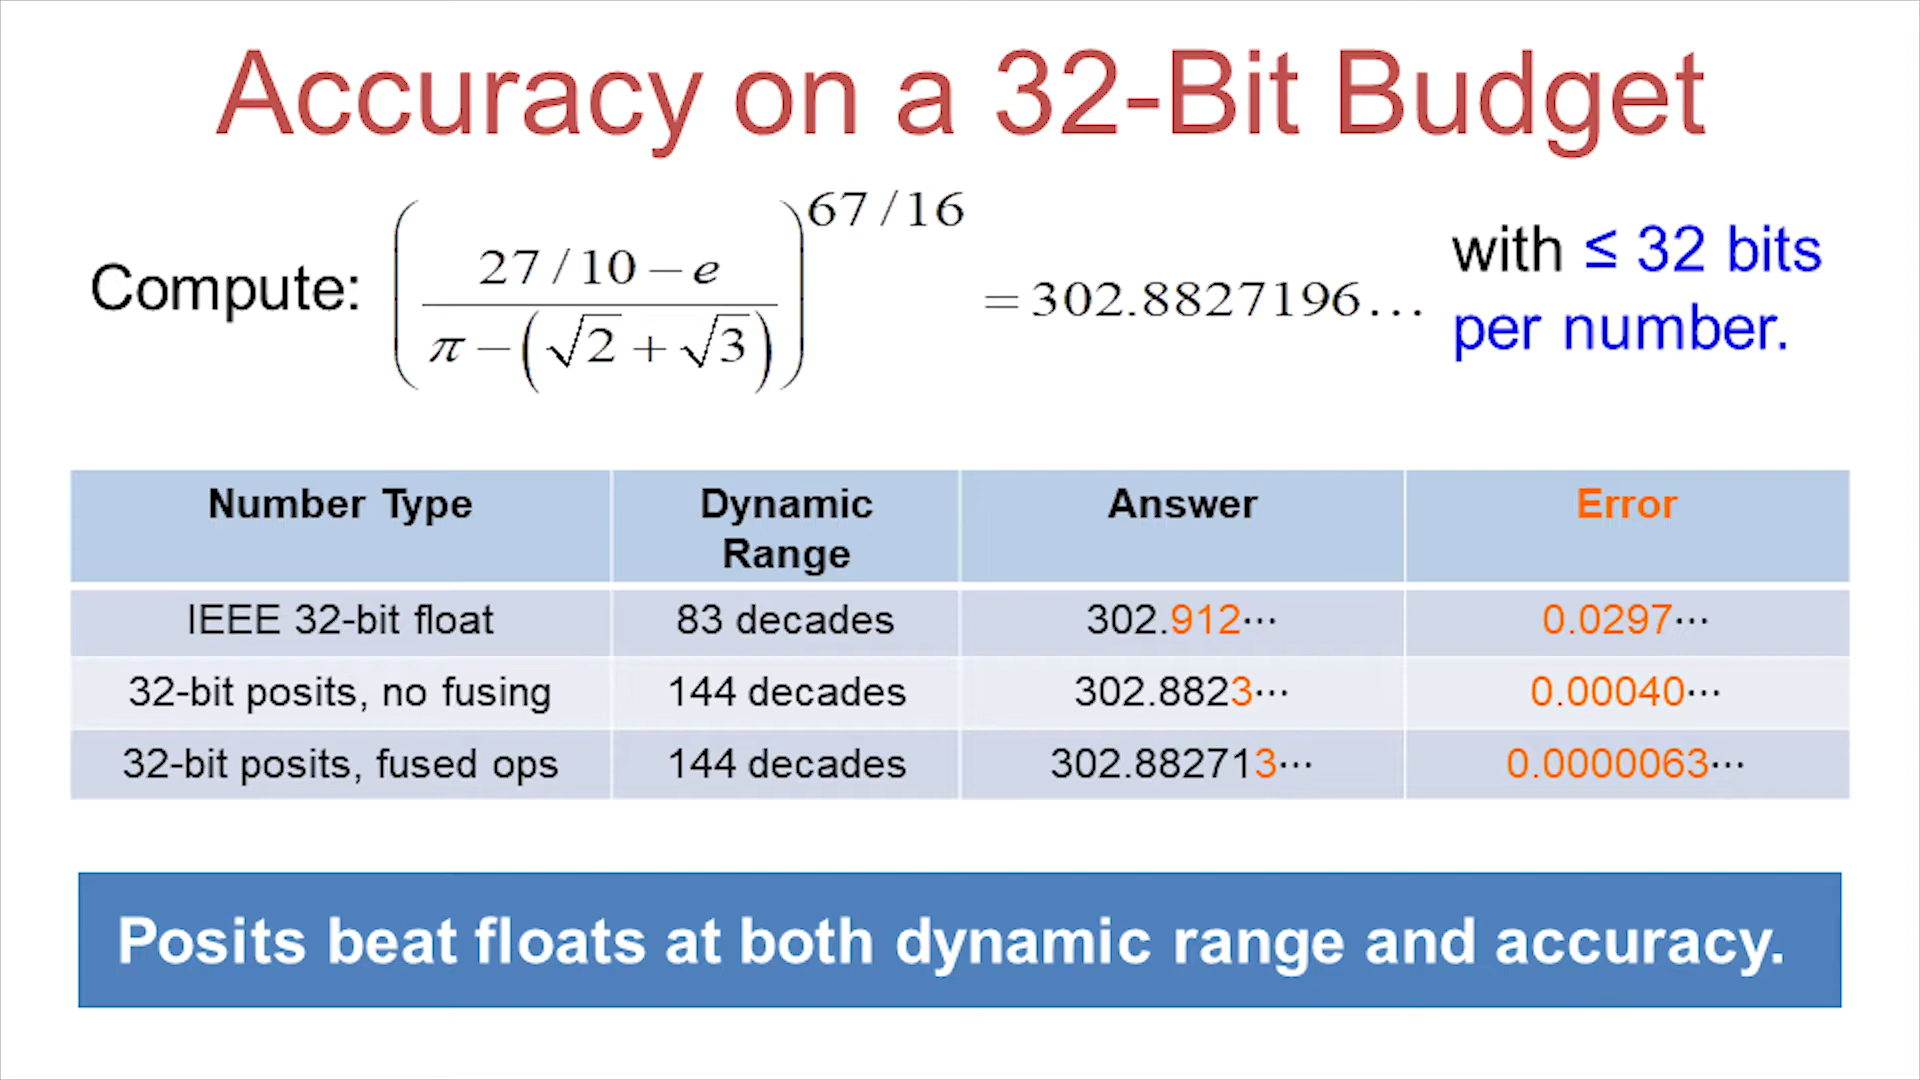 Accuracy on a 32-Bit Budget
Compute: ( (27/10 − e) / (π − (√2 + √3)) )^67/16 = 302.8827196… with ≤ 32 bits
per number.
Number Type Dynamic Range Answer Error
IEEE 32-bit float 83 decades 302.912··· 0.0297···
32-bit posits, no fusing 144 decades 302.8823··· 0.00040···
32-bit posits, fused ops 144 decades 302.882713··· 0.0000063···
Posits beat floats at both dynamic range and accuracy.